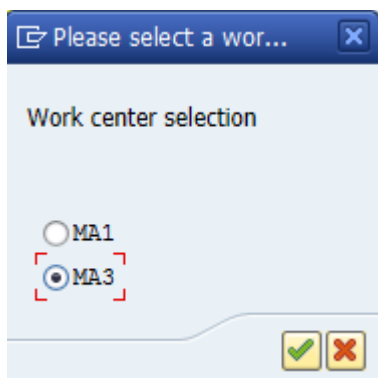 Please select a wor...
Work center selection
MA1
MA3